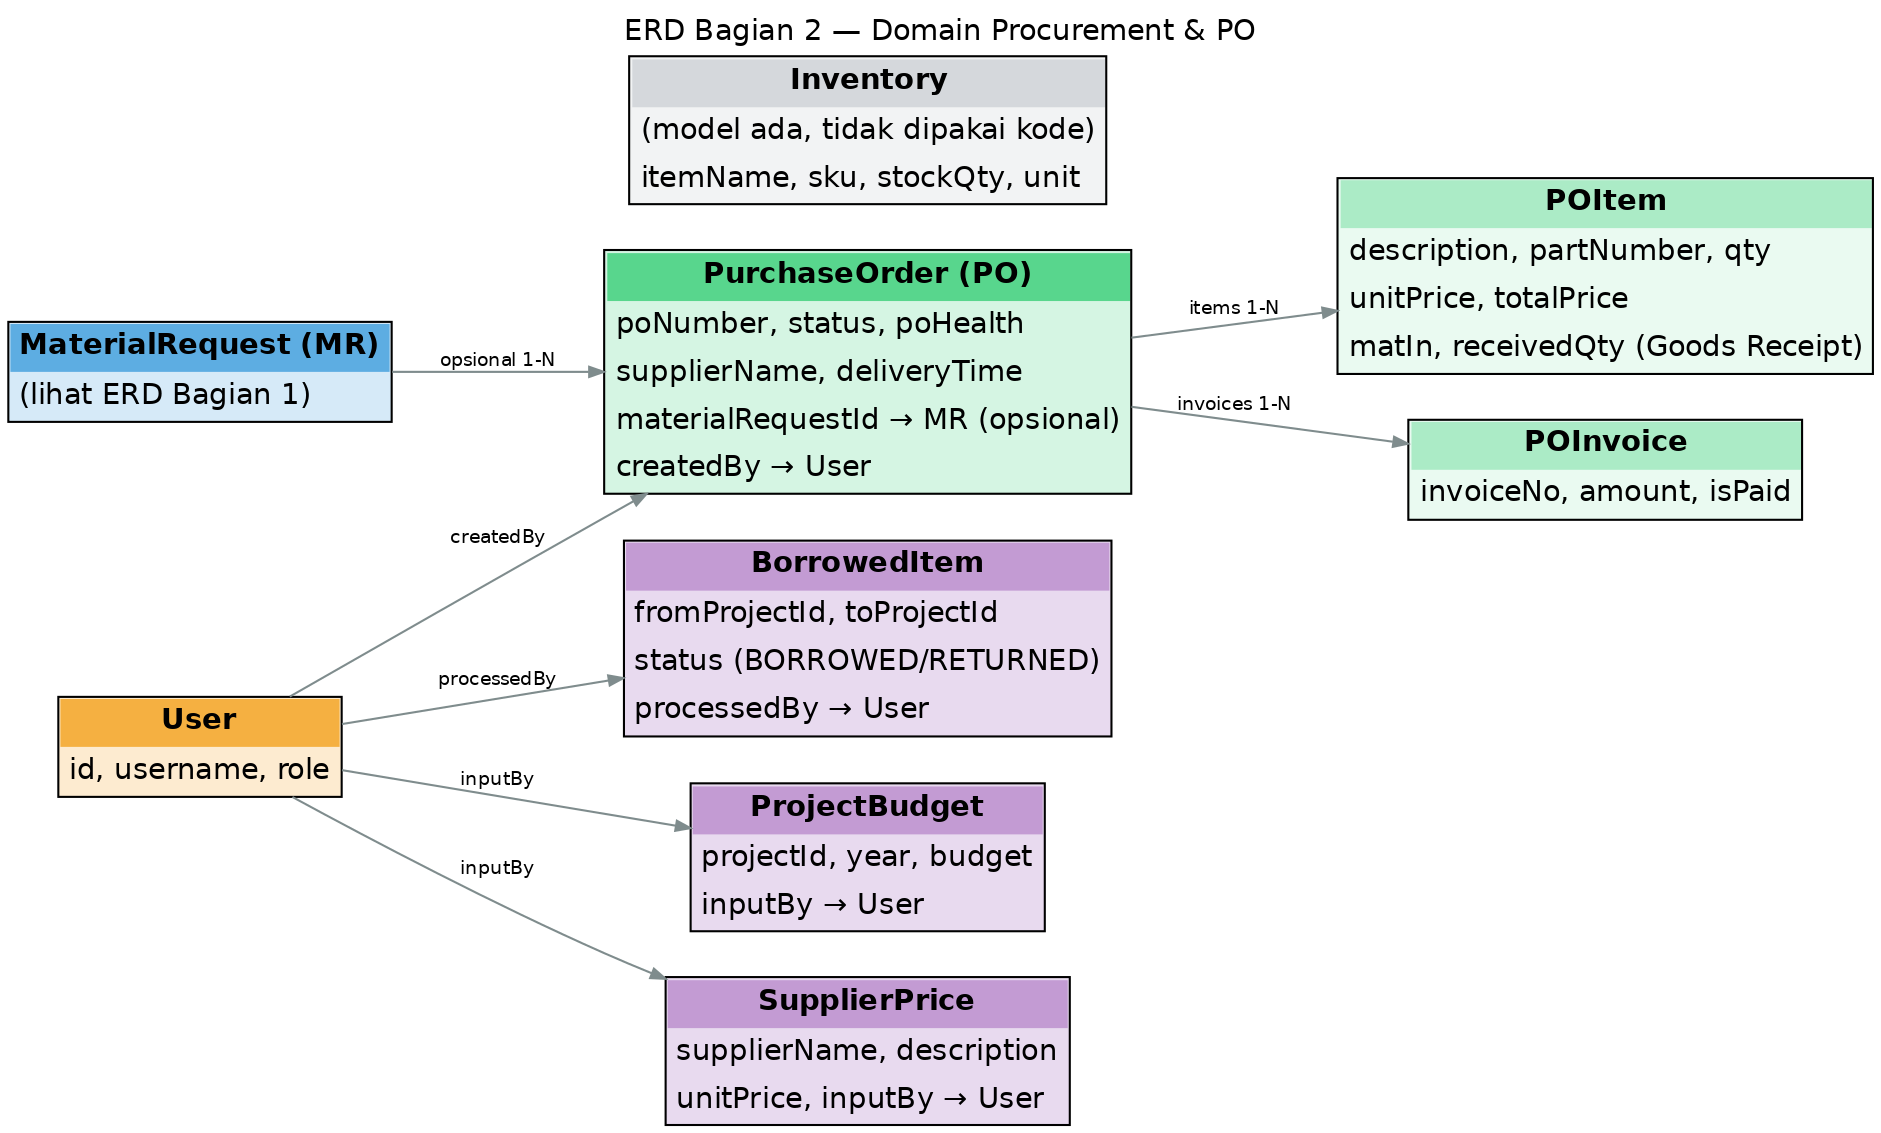 ERD Bagian 2 — Domain Procurement & PO
Inventory
(model ada, tidak dipakai kode)
itemName, sku, stockQty, unit
MaterialRequest (MR)
(lihat ERD Bagian 1)
opsional 1-N
PurchaseOrder (PO)
poNumber, status, poHealth
supplierName, deliveryTime
materialRequestId → MR (opsional)
createdBy → User
items 1-N
POItem
description, partNumber, qty
unitPrice, totalPrice
matIn, receivedQty (Goods Receipt)
invoices 1-N
POInvoice
invoiceNo, amount, isPaid
User
id, username, role
createdBy
processedBy
BorrowedItem
fromProjectId, toProjectId
status (BORROWED/RETURNED)
processedBy → User
inputBy
ProjectBudget
projectId, year, budget
inputBy → User
inputBy
SupplierPrice
supplierName, description
unitPrice, inputBy → User